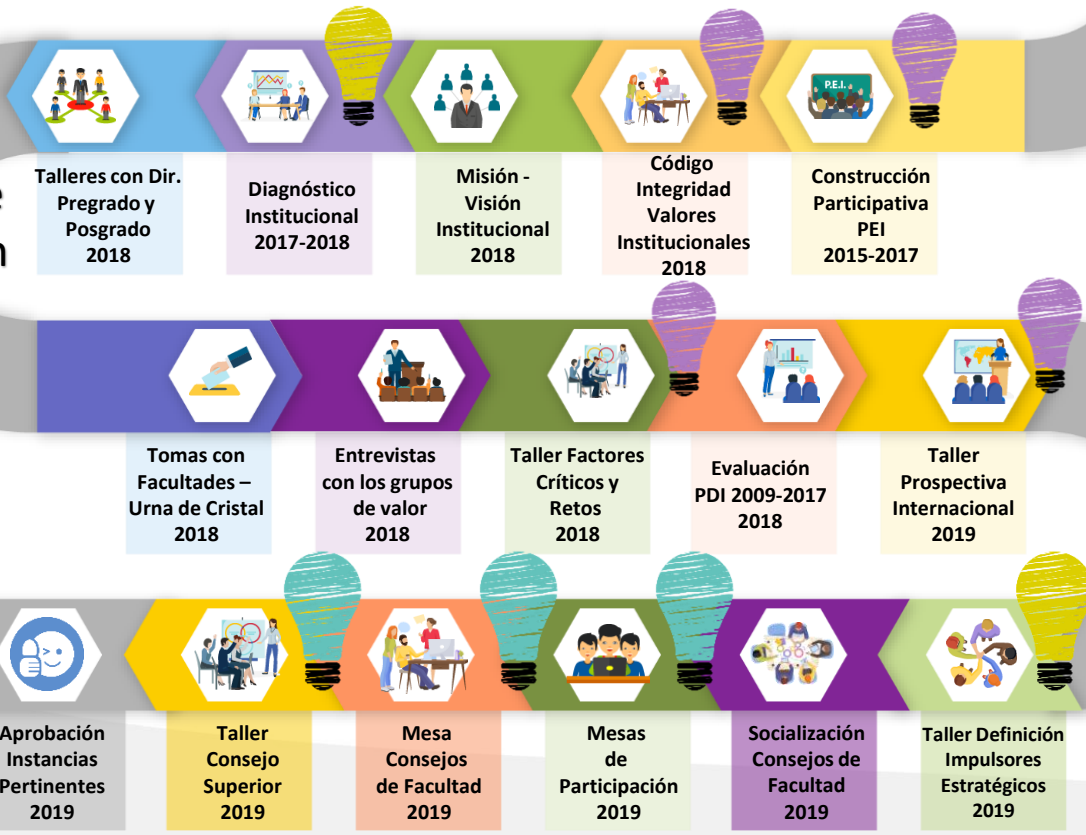 P.E.I.
Talleres con Dir.
Pregrado y
Posgrado
2018
Diagnóstico
Institucional
2017-2018
Misión -
Visión
Institucional
2018
Código
Integridad
Valores
Institucionales
2018
Construcción
Participativa
PEI
2015-2017
Tomas con
Facultades –
Urna de Cristal
2018
Entrevistas
con los grupos
de valor
2018
Taller Factores
Críticos y
Retos
2018
Evaluación
PDI 2009-2017
2018
Taller
Prospectiva
Internacional
2019
Aprobación
Instancias
Pertinentes
2019
Taller
Consejo
Superior
2019
Mesa
Consejos
de Facultad
2019
Mesas
de
Participación
2019
Socialización
Consejos de
Facultad
2019
Taller Definición
Impulsores
Estratégicos
2019